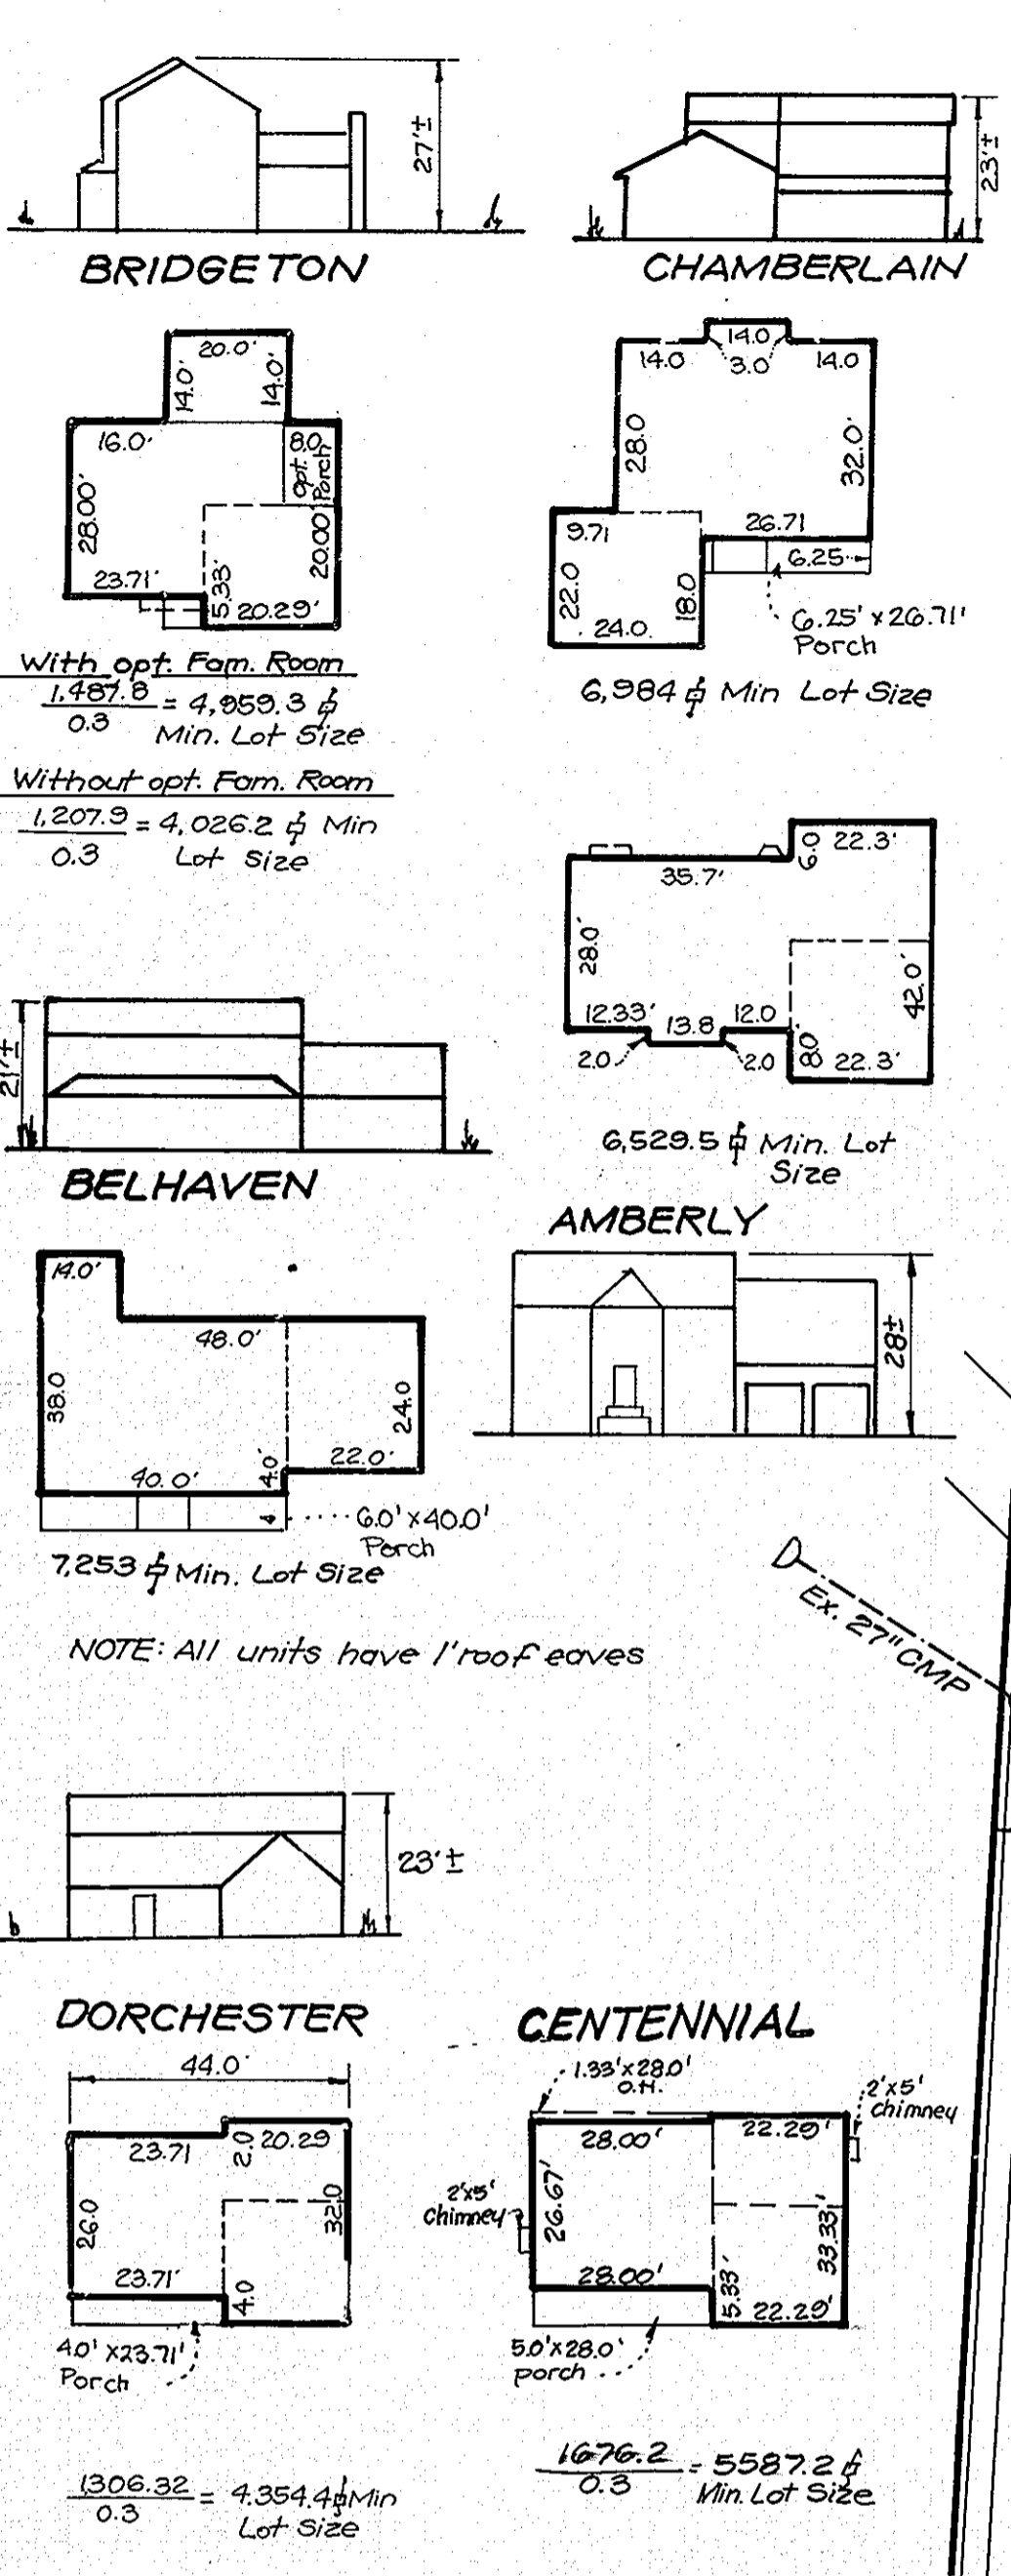 27'±
BRIDGETON
20.0'
14.0'
14.0'
16.0'
8.0
Opt. Porch
28.00'
20.00'
23.71'
5.33'
20.29'
With opt. Fam. Room
1,487.8
0.3
= 4,959.3 ⏍
Min. Lot Size
Without opt. Fam. Room
1,207.9
0.3
= 4,026.2 ⏍ Min
Lot Size
23'±
CHAMBERLAIN
14.0
14.0
3.0
14.0
28.0
32.0'
9.71
26.71
6.25
22.0
18.0
24.0
6.25' x 26.71'
Porch
6,984 ⏍ Min Lot Size
6.0
22.3'
35.7'
28.0'
42.0'
12.33'
13.8
12.0
2.0
2.0
8.0'
22.3'
6,529.5 ⏍ Min. Lot
Size
AMBERLY
28±
21'±
BELHAVEN
14.0'
48.0'
38.0
24.0
40.0'
4.0'
22.0'
6.0' x 40.0'
Porch
7,253 ⏍ Min. Lot Size
Ex. 27" CMP
NOTE: All units have 1' roof eaves
23'±
DORCHESTER
44.0'
23.71
2.0
20.29
26.0
32.0
23.71'
4.0
4.0' x 23.71'
Porch
1306.32
0.3
= 4.354.4 ⏍ Min
Lot Size
CENTENNIAL
1.33' x 28.0'
O.H.
2'x5'
chimney
28.00'
22.29'
2'x5'
chimney
26.67'
33.33'
28.00'
5.33'
22.29'
5.0' x 28.0'
porch
1676.2
0.3
= 5587.2 ⏍
Min. Lot Size